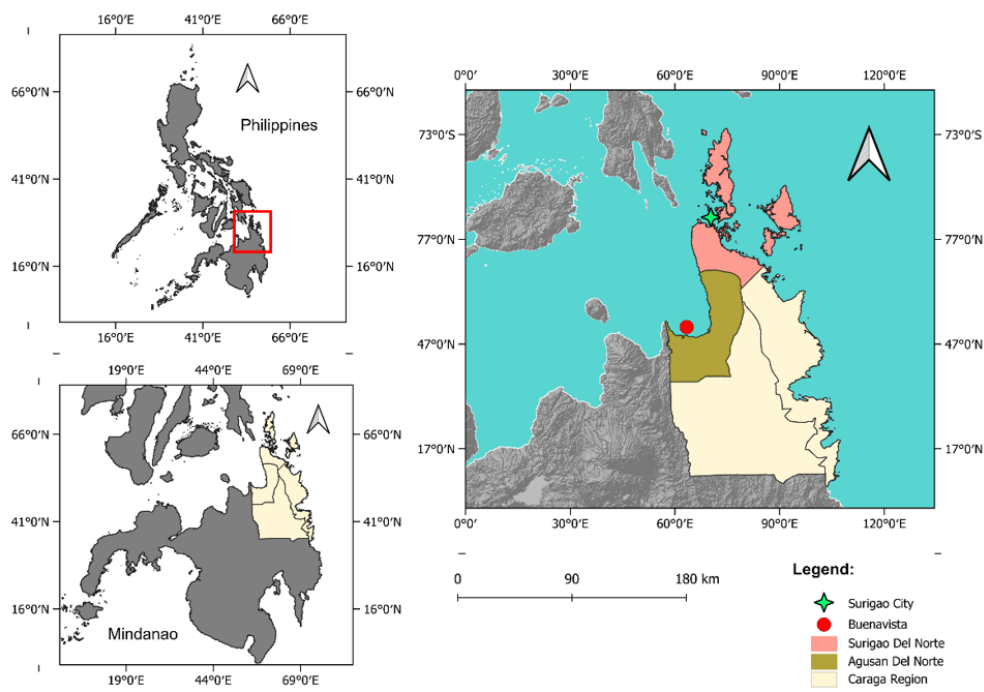 16°0'E 41°0'E 66°0'E
66°0'N 66°0'N
Philippines
41°0'N 41°0'N
16°0'N 16°0'N
16°0'E 41°0'E 66°0'E
19°0'E 44°0'E 69°0'E
66°0'N 66°0'N
41°0'N 41°0'N
16°0'N 16°0'N
Mindanao
19°0'E 44°0'E 69°0'E
0°0' 30°0'E 60°0'E 90°0'E 120°0'E
73°0'S 73°0'S
77°0'N 77°0'N
47°0'N 47°0'N
17°0'N 17°0'N
0°0' 30°0'E 60°0'E 90°0'E 120°0'E
0 90 180 km
Legend:
Surigao City
Buenavista
Surigao Del Norte
Agusan Del Norte
Caraga Region